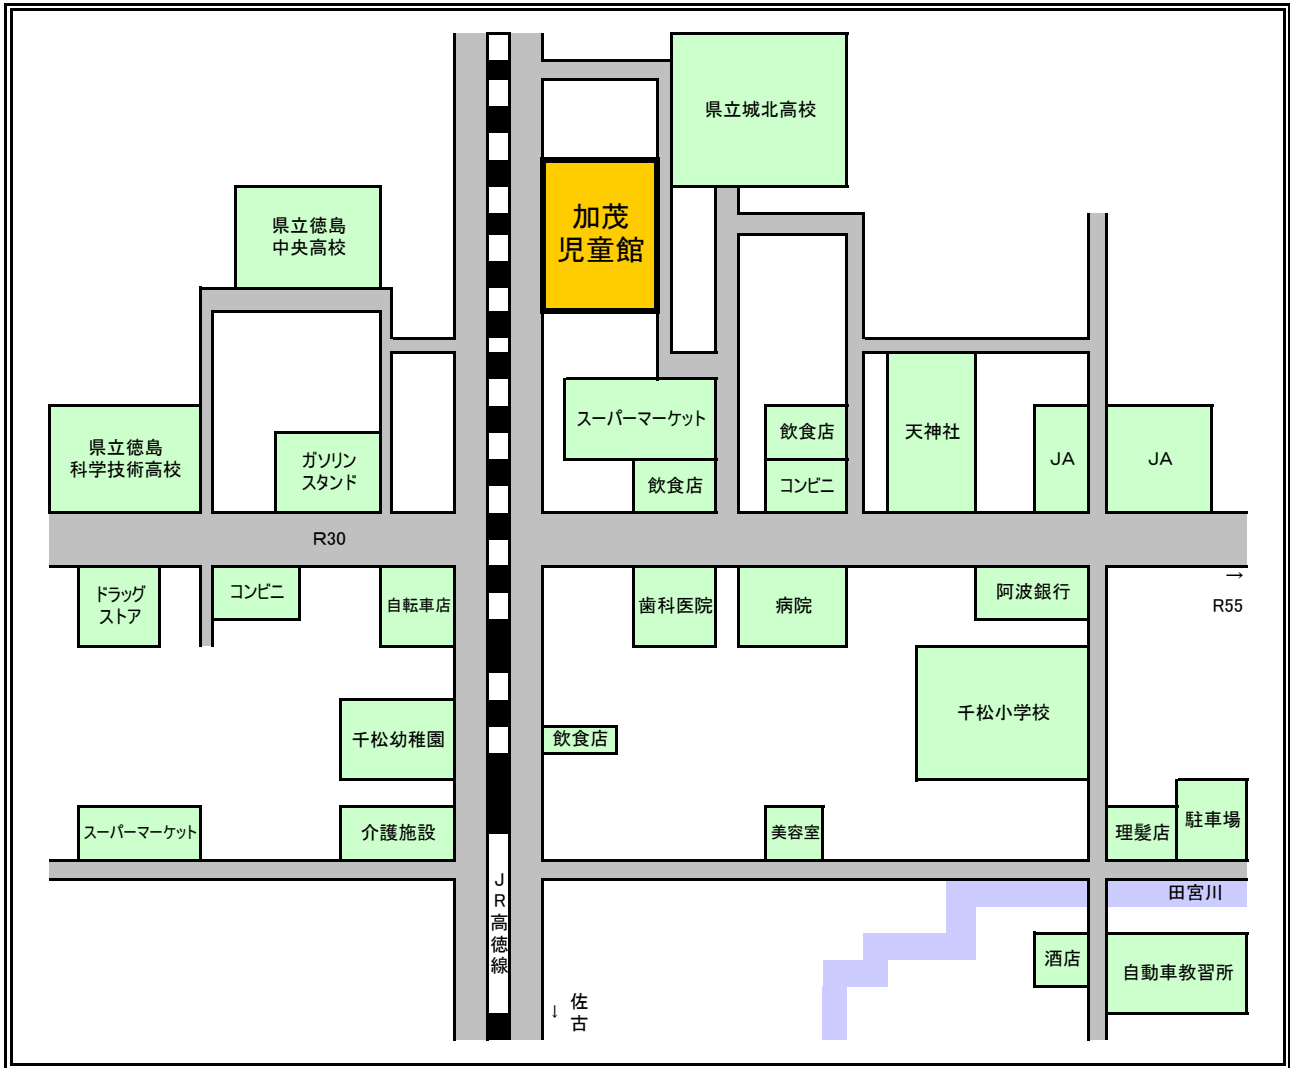 県立城北高校
加茂
児童館
県立徳島
中央高校
スーパーマーケット
飲食店
天神社
県立徳島
科学技術高校
ガソリン
スタンド
JA
JA
飲食店
コンビニ
R30
→
R55
ドラッグ
ストア
コンビニ
自転車店
歯科医院
病院
阿波銀行
千松小学校
千松幼稚園
飲食店
スーパーマーケット
介護施設
美容室
理髪店
駐車場
JR高徳線
田宮川
酒店
自動車教習所
↓
佐古